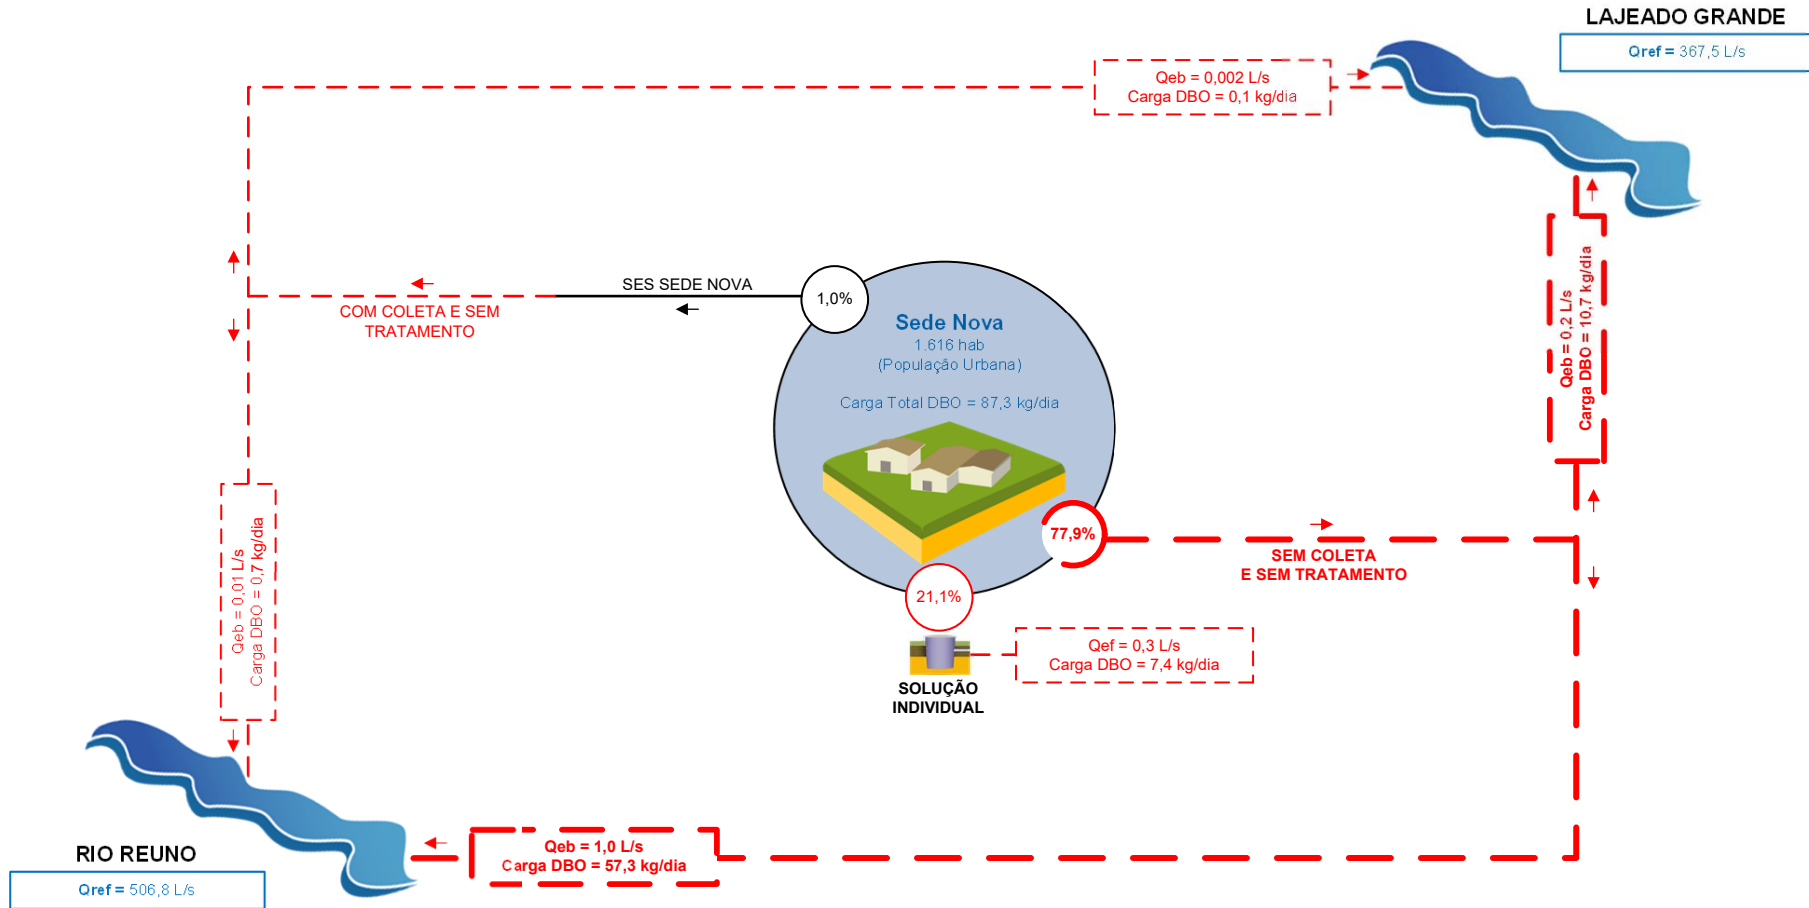 LAJEADO GRANDE
Qref = 367,5 L/s
Qeb = 0,002 L/s
Carga DBO = 0,1 kg/dia
SES SEDE NOVA
1,0%
COM COLETA E SEM
TRATAMENTO
Sede Nova
1.616 hab
(População Urbana)
Carga Total DBO = 87,3 kg/dia
Qeb = 0,2 L/s
Carga DBO = 10,7 kg/dia
77,9%
SEM COLETA
E SEM TRATAMENTO
21,1%
Qef = 0,3 L/s
Carga DBO = 7,4 kg/dia
SOLUÇÃO
INDIVIDUAL
Qeb = 0,01 L/s
Carga DBO = 0,7 kg/dia
RIO REUNO
Qref = 506,8 L/s
Qeb = 1,0 L/s
Carga DBO = 57,3 kg/dia